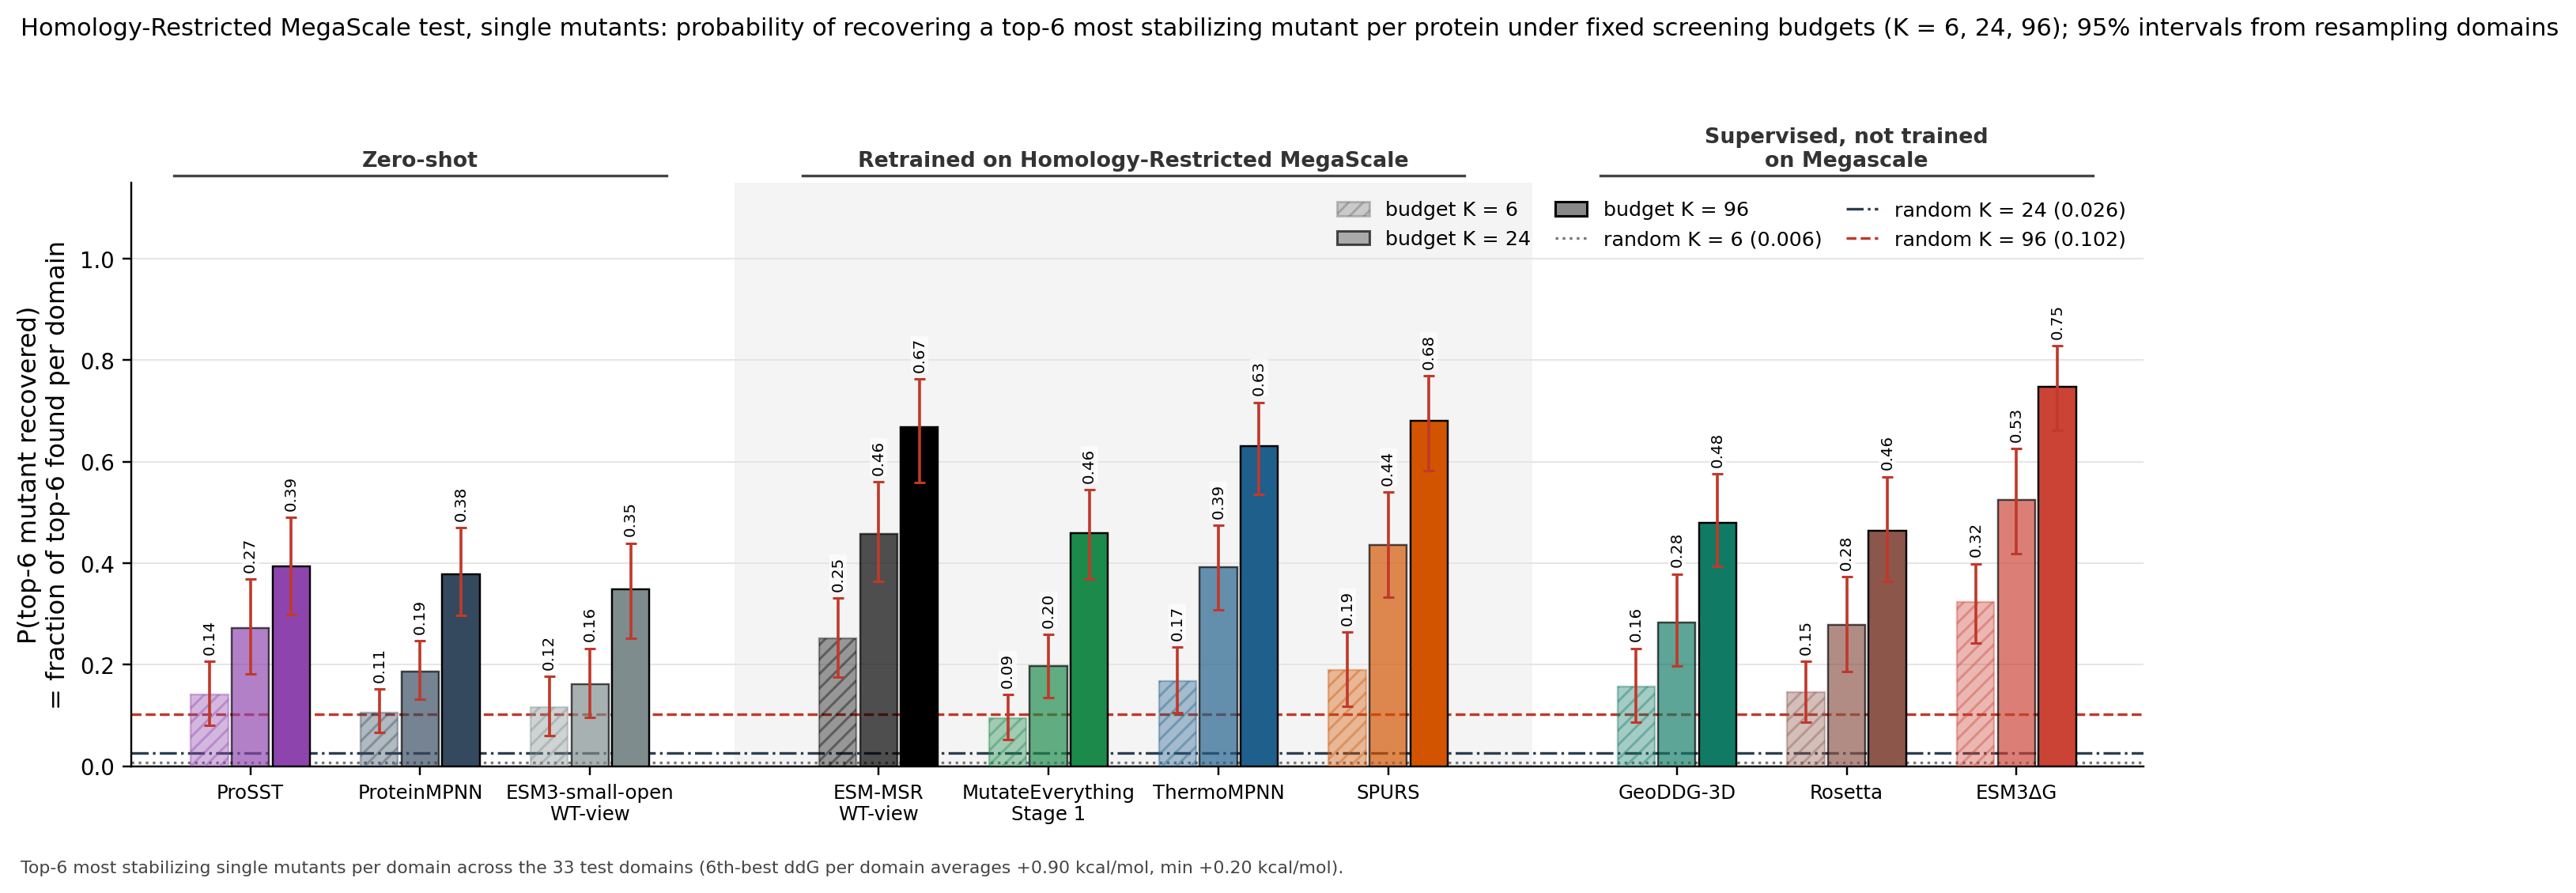 Homology-Restricted MegaScale test, single mutants: probability of recovering a top-6 most stabilizing mutant per protein under fixed screening budgets (K = 6, 24, 96); 95% intervals from resampling domains
Zero-shot
Retrained on Homology-Restricted MegaScale
Supervised, not trained
on Megascale
budget K = 6
budget K = 24
budget K = 96
random K = 6 (0.006)
random K = 24 (0.026)
random K = 96 (0.102)
P(top-6 mutant recovered)
= fraction of top-6 found per domain
1.0
0.8
0.6
0.4
0.2
0.0
0.14
0.27
0.39
0.11
0.19
0.38
0.12
0.16
0.35
0.25
0.46
0.67
0.09
0.20
0.46
0.17
0.39
0.63
0.19
0.44
0.68
0.16
0.28
0.48
0.15
0.28
0.46
0.32
0.53
0.75
ProSST
ProteinMPNN
ESM3-small-open
WT-view
ESM-MSR
WT-view
MutateEverything
Stage 1
ThermoMPNN
SPURS
GeoDDG-3D
Rosetta
ESM3ΔG
Top-6 most stabilizing single mutants per domain across the 33 test domains (6th-best ddG per domain averages +0.90 kcal/mol, min +0.20 kcal/mol).